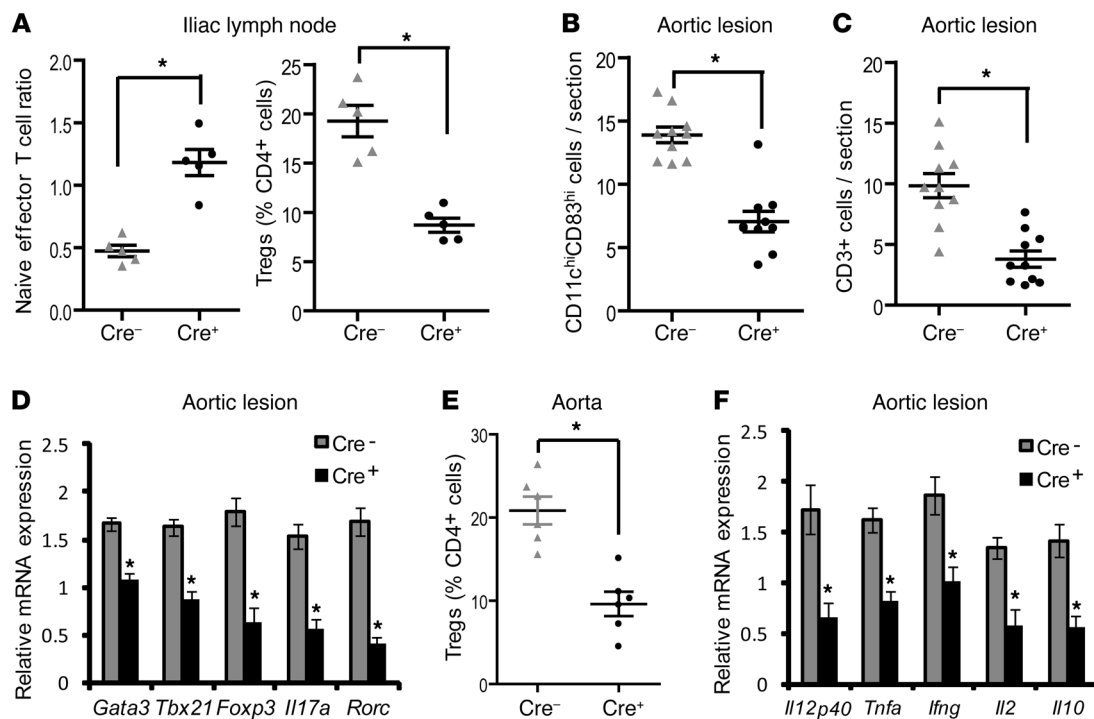 A
Iliac lymph node
Naive effector T cell ratio
2.0
1.5
1.0
0.5
0.0
*
Cre⁻
Cre⁺
Tregs (% CD4+ cells)
25
20
15
10
5
0
*
Cre⁻
Cre⁺
B
Aortic lesion
CD11cʰⁱCD83ʰⁱ cells / section
20
15
10
5
0
*
Cre⁻
Cre⁺
C
Aortic lesion
CD3+ cells / section
20
15
10
5
0
*
Cre⁻
Cre⁺
D
Aortic lesion
Relative mRNA expression
2.5
2
1.5
1
0.5
0
Cre⁻
Cre⁺
* * * * *
Gata3 Tbx21 Foxp3 Il17a Rorc
E
Aorta
Tregs (% CD4+ cells)
30
20
10
0
*
Cre⁻
Cre⁺
F
Aortic lesion
Relative mRNA expression
2.5
2
1.5
1
0.5
0
Cre⁻
Cre⁺
* * * * *
Il12p40 Tnfa Ifng Il2 Il10